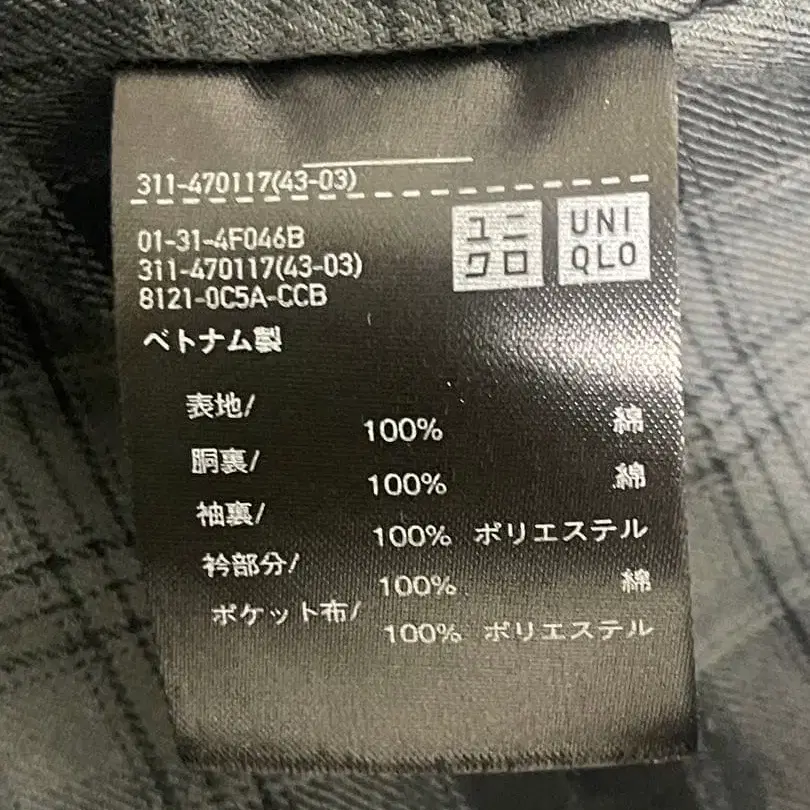 311-470117(43-03)
01-31-4F046B
311-470117(43-03)
8121-0C5A-CCB
ユニ
クロ
UNI
QLO
ベトナム製
表地/
100% 綿
胴裏/
100% 綿
袖裏/
100% ポリエステル
衿部分/
100% 綿
ポケット布/
100% ポリエステル